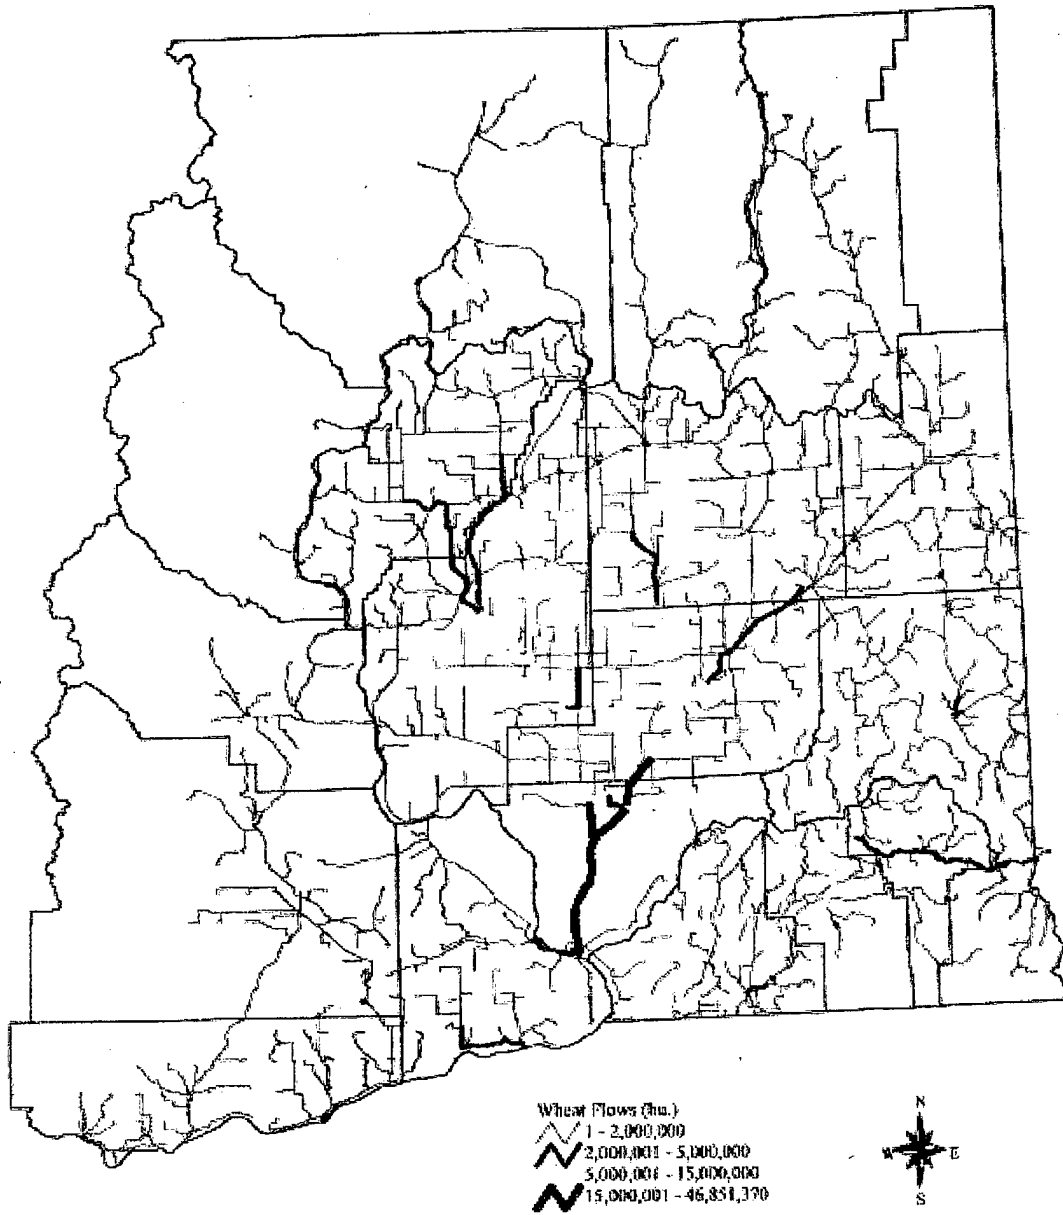 Wheat Flows (bu.)
1 - 2,000,000
2,000,001 - 5,000,000
5,000,001 - 15,000,000
15,000,001 - 46,851,370
N
W E
S